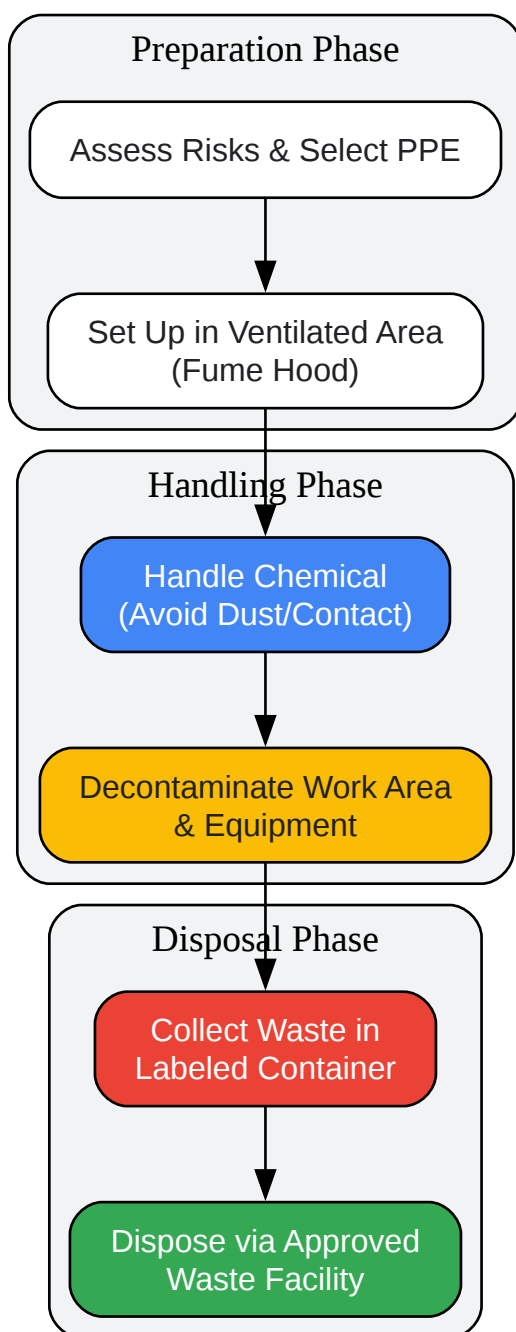 Preparation Phase
Assess Risks & Select PPE
Set Up in Ventilated Area
(Fume Hood)
Handling Phase
Handle Chemical
(Avoid Dust/Contact)
Decontaminate Work Area
& Equipment
Disposal Phase
Collect Waste in
Labeled Container
Dispose via Approved
Waste Facility